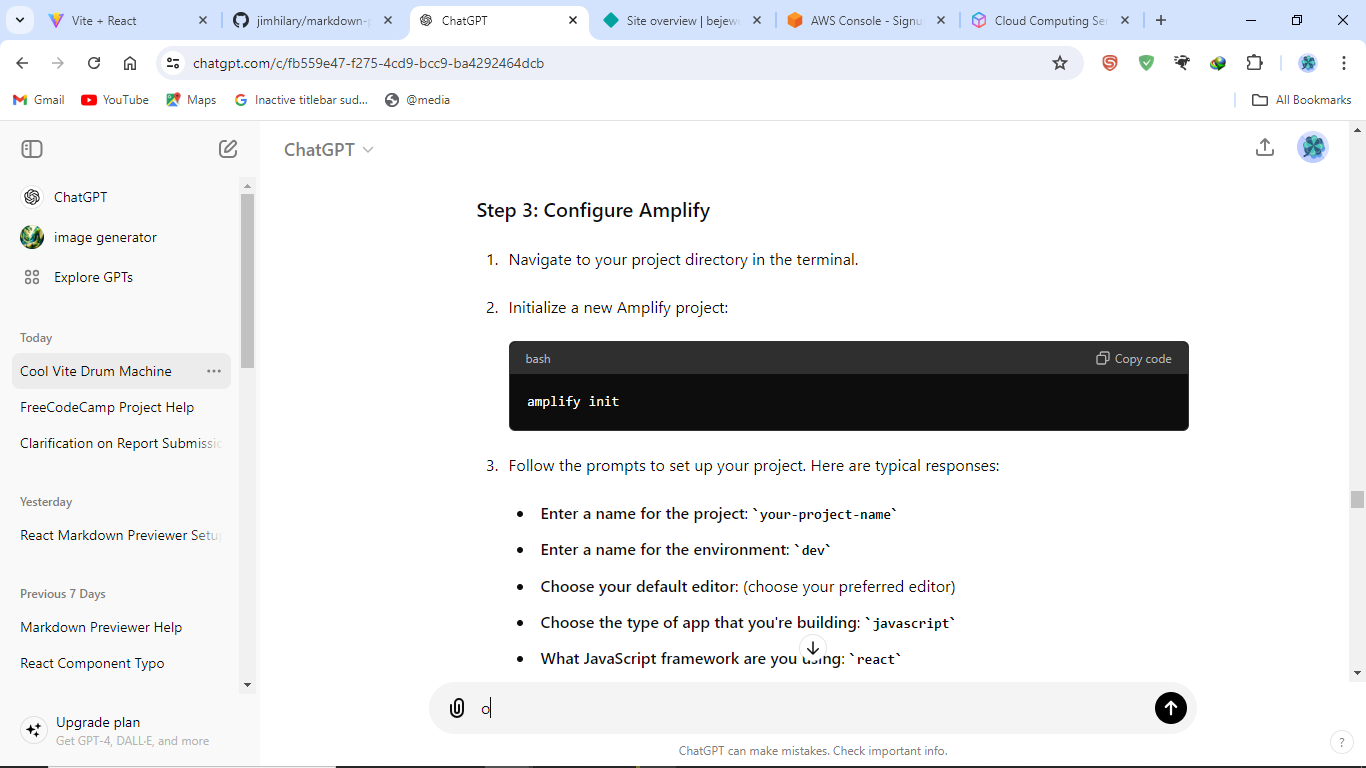 Vite + React
jimhilary/markdown-p
ChatGPT
Site overview | bejew
AWS Console - Signu
Cloud Computing Se
chatgpt.com/c/fb559e47-f275-4cd9-bcc9-ba4292464dcb
Gmail
YouTube
Maps
Inactive titlebar sud...
@media
All Bookmarks
ChatGPT
image generator
Explore GPTs
Today
Cool Vite Drum Machine
FreeCodeCamp Project Help
Clarification on Report Submissio
Yesterday
React Markdown Previewer Setup
Previous 7 Days
Markdown Previewer Help
React Component Typo
Upgrade plan
Get GPT-4, DALL·E, and more
ChatGPT
Step 3: Configure Amplify
1. Navigate to your project directory in the terminal.
2. Initialize a new Amplify project:
bash
Copy code
amplify init
3. Follow the prompts to set up your project. Here are typical responses:
• Enter a name for the project: `your-project-name`
• Enter a name for the environment: `dev`
• Choose your default editor: (choose your preferred editor)
• Choose the type of app that you're building: `javascript`
• What JavaScript framework are you using: `react`
o
ChatGPT can make mistakes. Check important info.
?